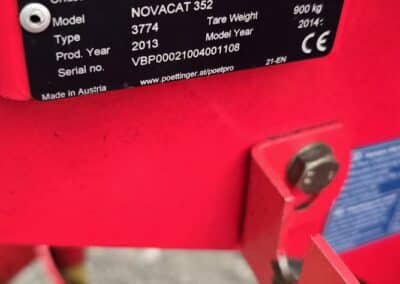 Model NOVACAT 352 Tare Weight 900 kg
Type 3774 Model Year 2014
Prod. Year 2013
Serial no. VBP00021004001108
CE
www.poettinger.at/poetpro 21-EN
Made in Austria